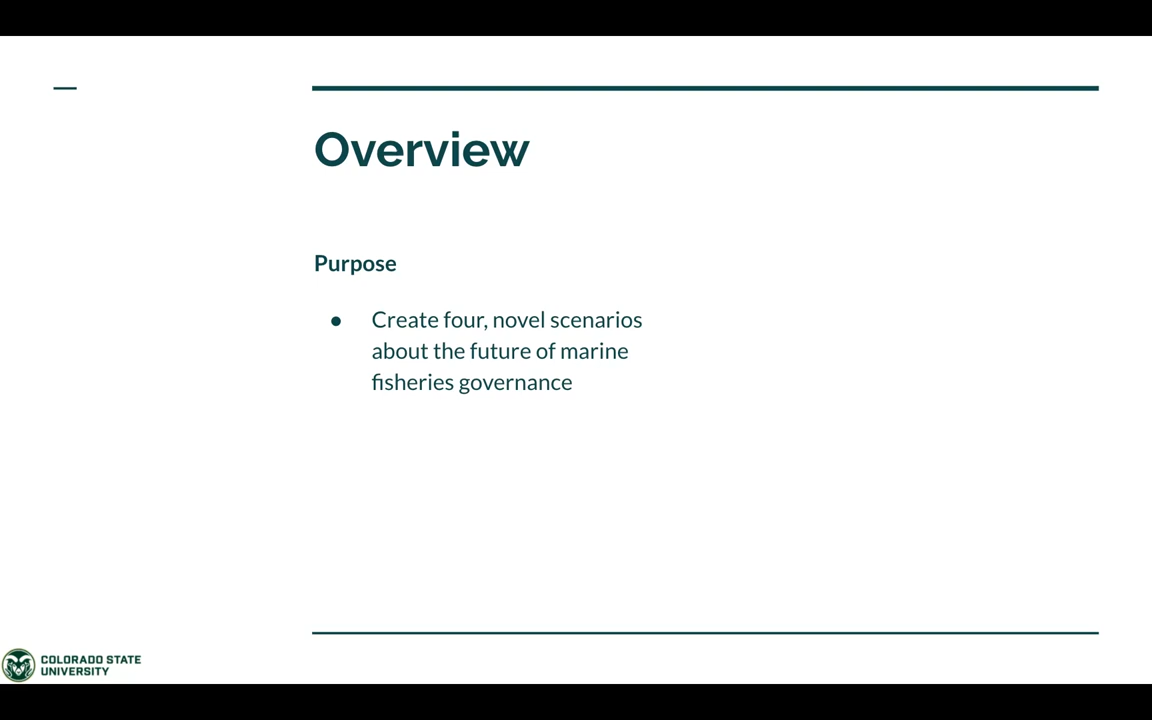 Overview
Purpose
● Create four, novel scenarios
about the future of marine
fisheries governance
COLORADO STATE
UNIVERSITY